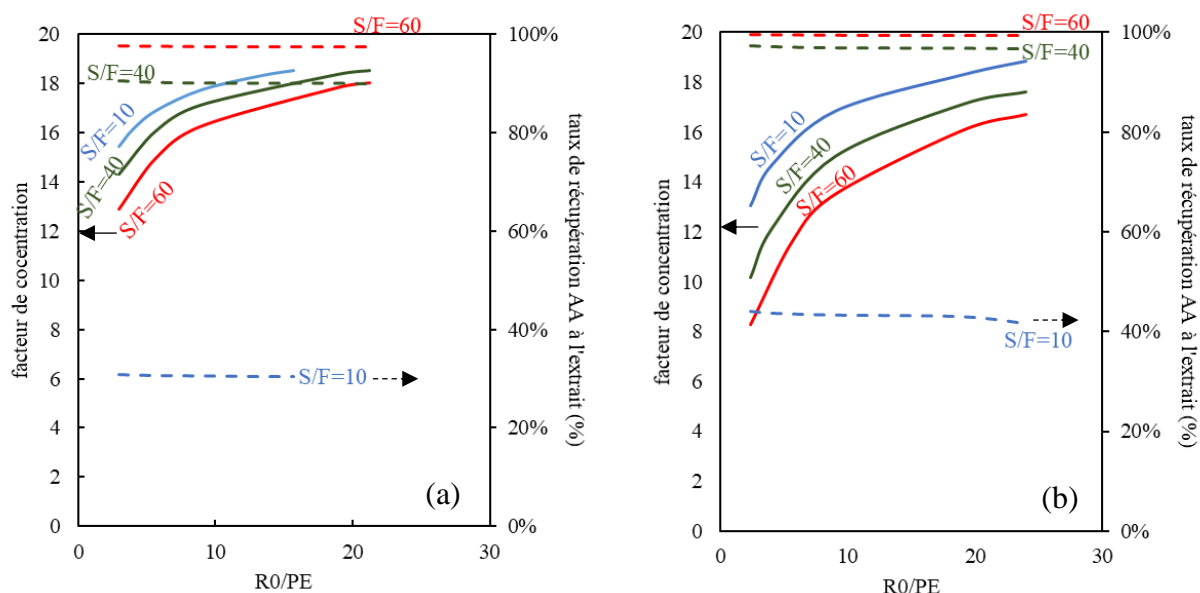 facteur de cocentration
20
18
16
14
12
10
8
6
4
2
0
S/F=60
S/F=40
S/F=10
S/F=40
S/F=60
S/F=10
(a)
100%
80%
60%
40%
20%
0%
taux de récupération AA à l'extrait (%)
0
10
20
30
R0/PE
facteur de concentration
20
18
16
14
12
10
8
6
4
2
0
S/F=60
S/F=40
S/F=10
S/F=40
S/F=60
S/F=10
(b)
100%
80%
60%
40%
20%
0%
taux de récupération AA à l'extrait (%)
0
10
20
30
R0/PE